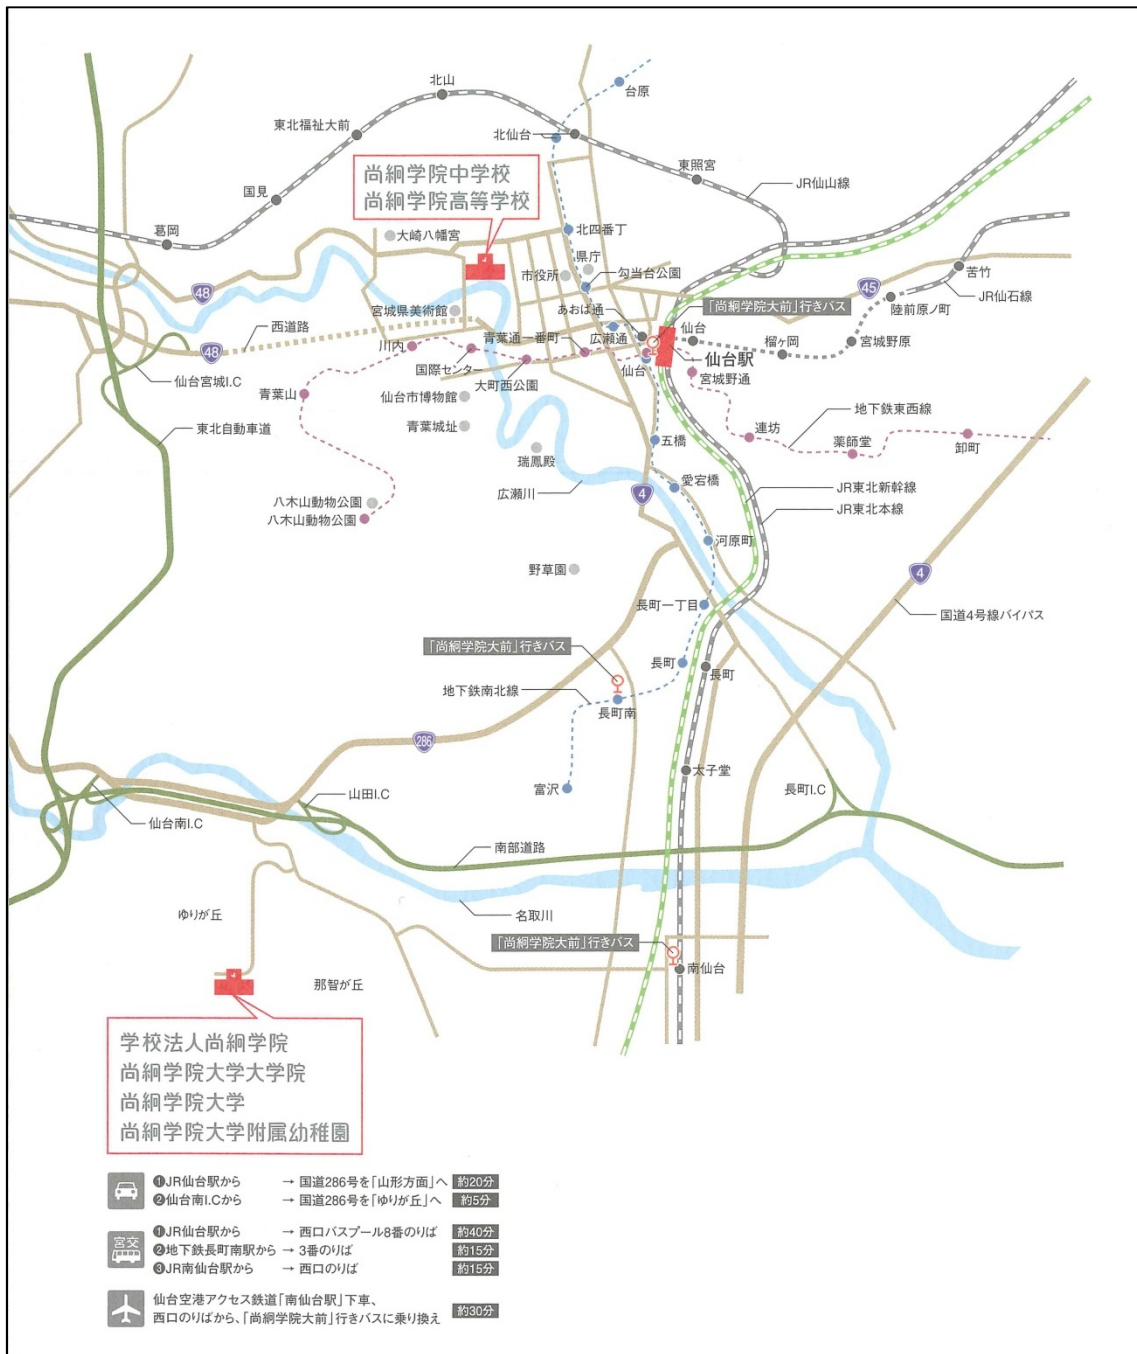 北山
台原
東北福祉大前
北仙台
東照宮
JR仙山線
尚絅学院中学校
尚絅学院高等学校
国見
葛岡
大崎八幡宮
北四番丁
県庁
市役所
勾当台公園
苦竹
JR仙石線
陸前原ノ町
45
48
宮城県美術館
あおば通
「尚絅学院大前」行きバス
西道路
48
川内
青葉通一番町
広瀬通
仙台
榴ヶ岡
宮城野原
仙台駅
国際センター
仙台
宮城野通
仙台宮城I.C
大町西公園
青葉山
仙台市博物館
地下鉄東西線
東北自動車道
青葉城址
五橋
連坊
薬師堂
卸町
瑞鳳殿
広瀬川
4
愛宕橋
JR東北新幹線
八木山動物公園
八木山動物公園
JR東北本線
河原町
野草園
4
長町一丁目
国道4号線バイパス
「尚絅学院大前」行きバス
長町
長町
地下鉄南北線
長町南
286
太子堂
富沢
山田I.C
長町I.C
仙台南I.C
南部道路
ゆりが丘
名取川
「尚絅学院大前」行きバス
南仙台
那智が丘
学校法人尚絅学院
尚絅学院大学大学院
尚絅学院大学
尚絅学院大学附属幼稚園
❶JR仙台駅から → 国道286号を「山形方面」へ 約20分
❷仙台南I.Cから → 国道286号を「ゆりが丘」へ 約5分
宮交
❶JR仙台駅から → 西口バスプール8番のりば 約40分
❷地下鉄長町南駅から → 3番のりば 約15分
❸JR南仙台駅から → 西口のりば 約15分
仙台空港アクセス鉄道「南仙台駅」下車、
西口のりばから、「尚絅学院大前」行きバスに乗り換え 約30分